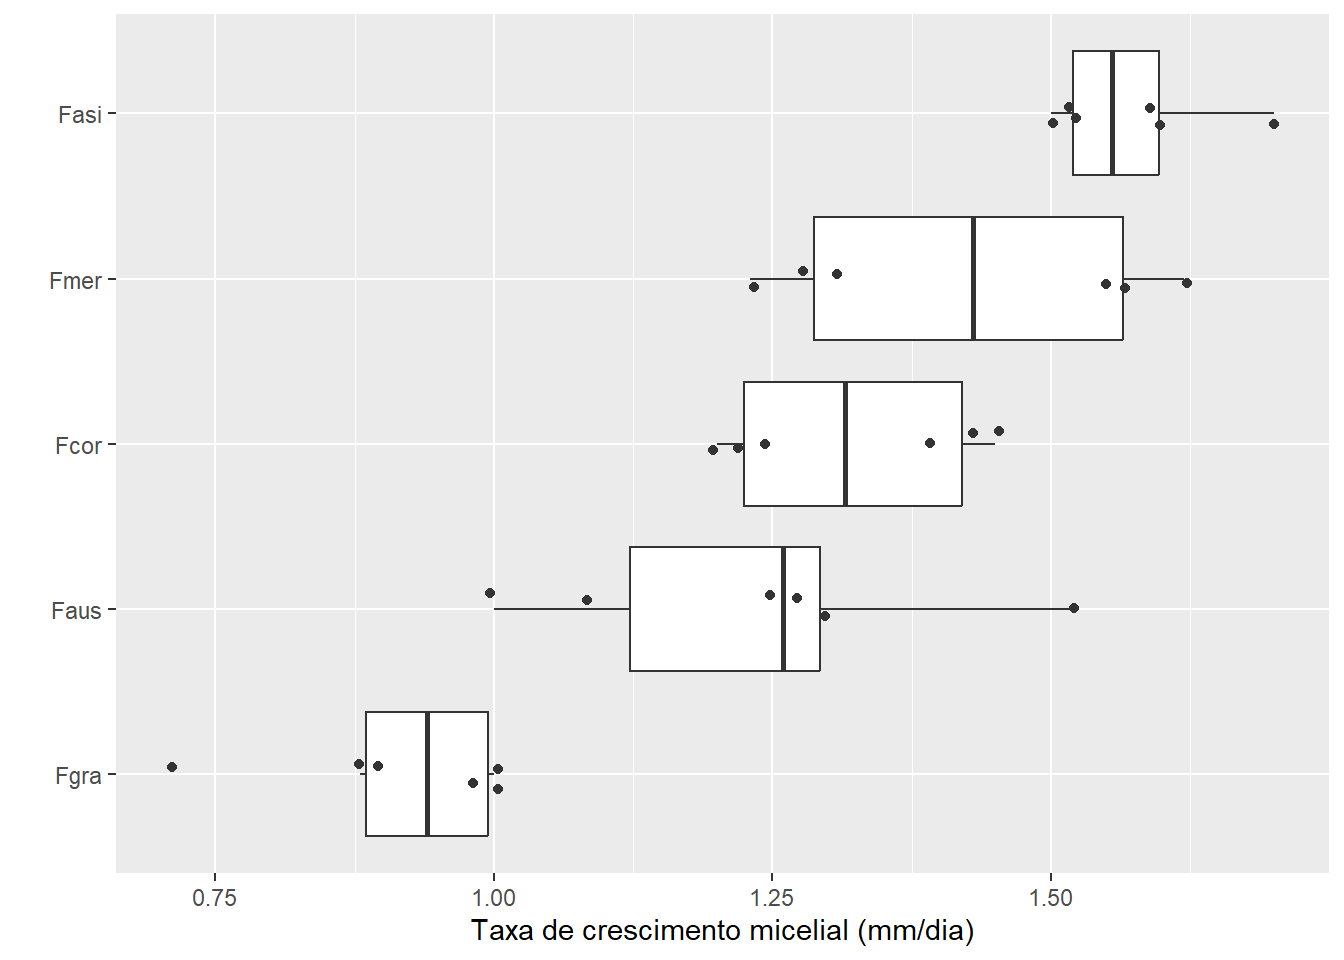 Fasi
Fmer
Fcor
Faus
Fgra
0.75 1.00 1.25 1.50
Taxa de crescimento micelial (mm/dia)